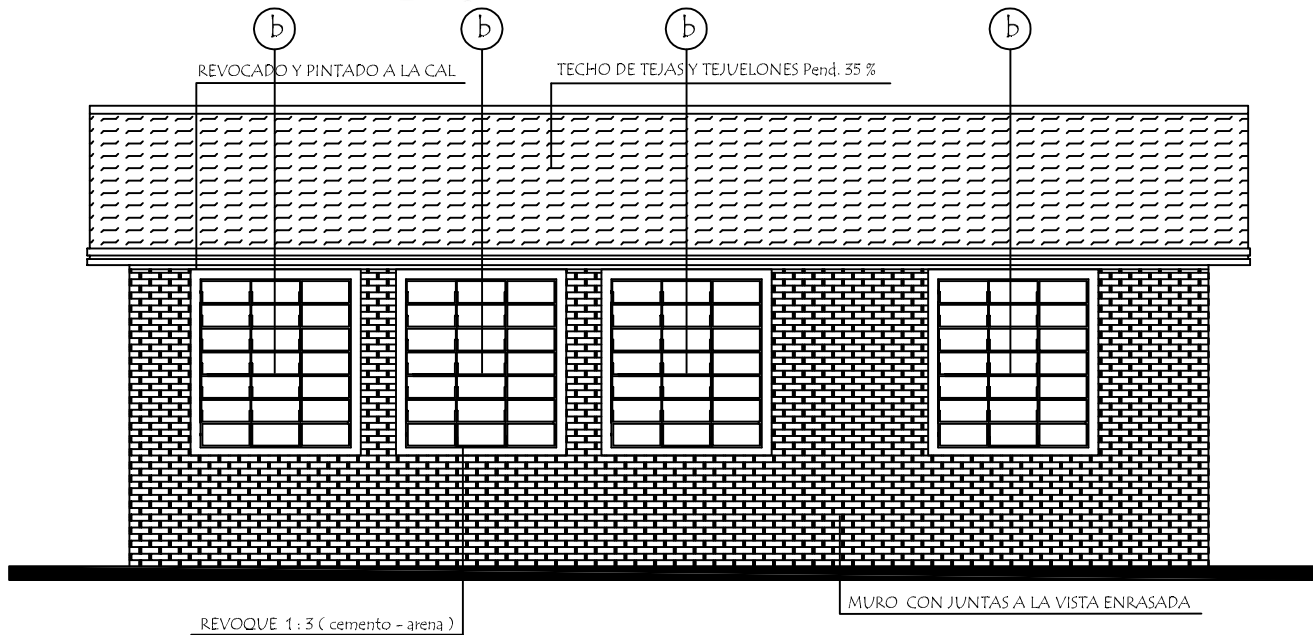 b
b
b
b
REVOCADO Y PINTADO A LA CAL
TECHO DE TEJAS Y TEJUELONES Pend. 35 %
MURO CON JUNTAS A LA VISTA ENRASADA
REVOQUE 1 : 3 ( cemento - arena )